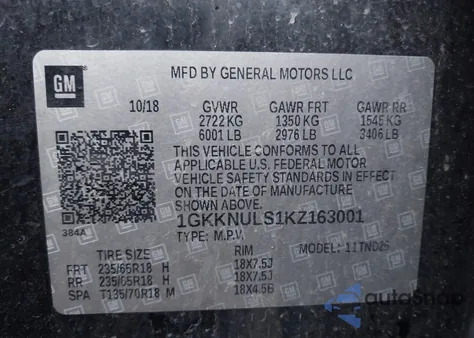 GM
MFD BY GENERAL MOTORS LLC
10/18 GVWR GAWR FRT GAWR RR
2722 KG 1350 KG 1545 KG
6001 LB 2976 LB 3406 LB
THIS VEHICLE CONFORMS TO ALL
APPLICABLE U.S. FEDERAL MOTOR
VEHICLE SAFETY STANDARDS IN EFFECT
ON THE DATE OF MANUFACTURE SHOWN ABOVE.
384A
1GKKNULS1KZ163001
TYPE: M.P.V. MODEL: 1LTNC26
TIRE SIZE RIM
FRT 235/65R18 H 18X7.5J
RR 235/65R18 H 18X7.5J
SPA T135/70R18 M 18X4.5B
autoSnap